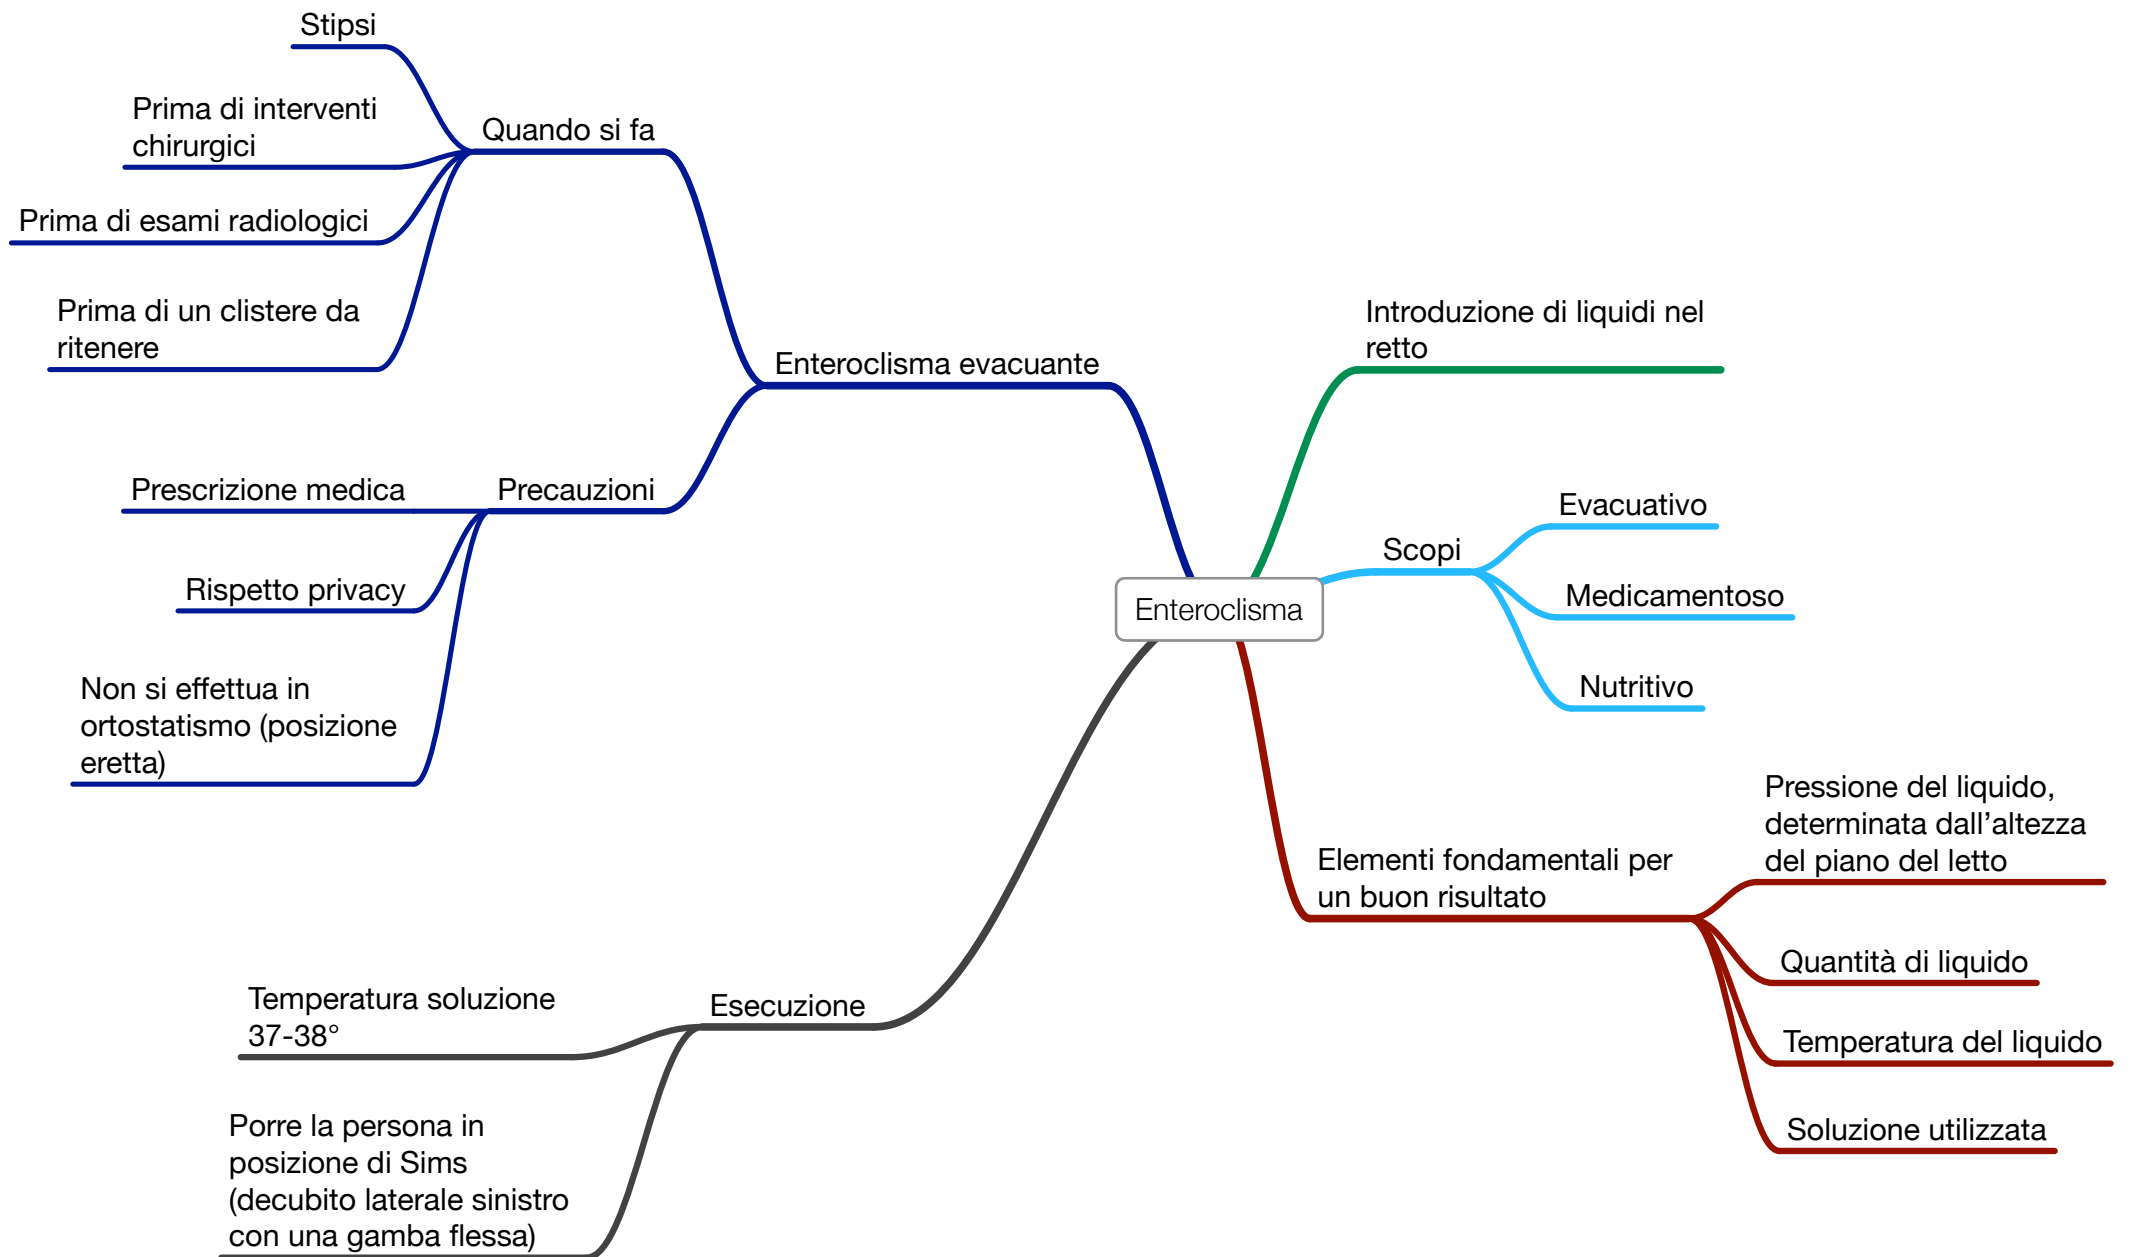 Stipsi
Prima di interventi
chirurgici
Quando si fa
Prima di esami radiologici
Prima di un clistere da
ritenere
Enteroclisma evacuante
Prescrizione medica
Precauzioni
Rispetto privacy
Non si effettua in
ortostatismo (posizione
eretta)
Enteroclisma
Introduzione di liquidi nel
retto
Scopi
Evacuativo
Medicamentoso
Nutritivo
Elementi fondamentali per
un buon risultato
Pressione del liquido,
determinata dall’altezza
del piano del letto
Quantità di liquido
Temperatura del liquido
Soluzione utilizzata
Esecuzione
Temperatura soluzione
37-38°
Porre la persona in
posizione di Sims
(decubito laterale sinistro
con una gamba flessa)